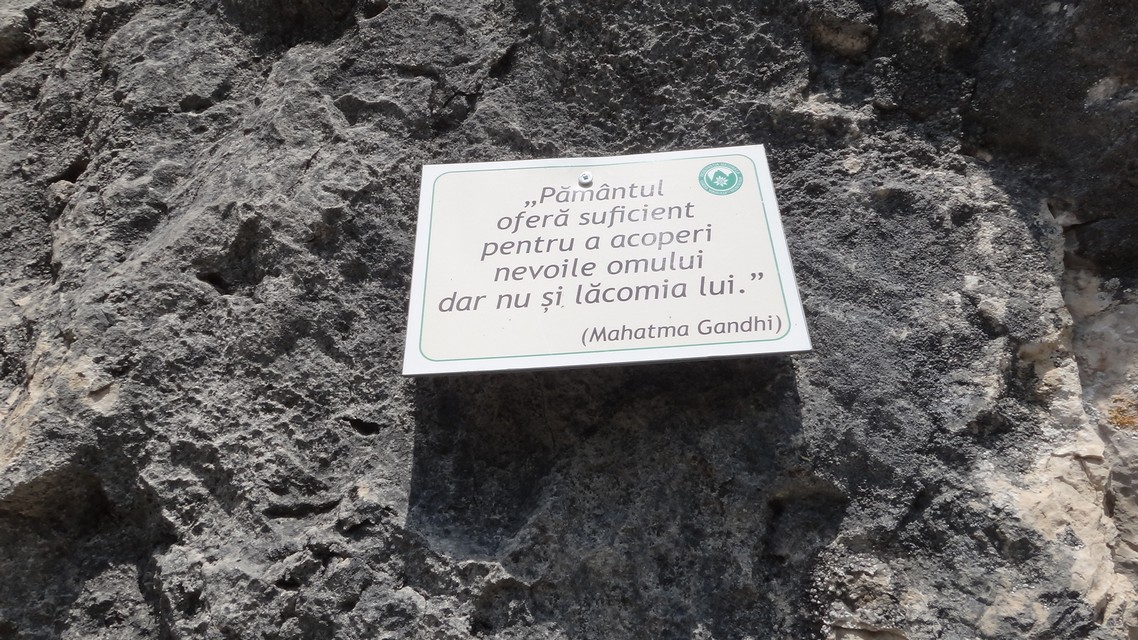 „Pământul
oferă suficient
pentru a acoperi
nevoile omului
dar nu și lăcomia lui.”
(Mahatma Gandhi)